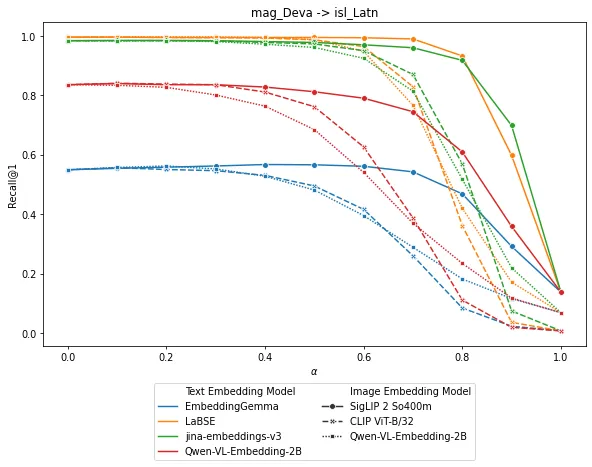 mag_Deva -> isl_Latn
Recall@1
1.0
0.8
0.6
0.4
0.2
0.0
0.0 0.2 0.4 0.6 0.8 1.0
α
Text Embedding Model
EmbeddingGemma
LaBSE
jina-embeddings-v3
Qwen-VL-Embedding-2B
Image Embedding Model
SigLIP 2 So400m
CLIP ViT-B/32
Qwen-VL-Embedding-2B